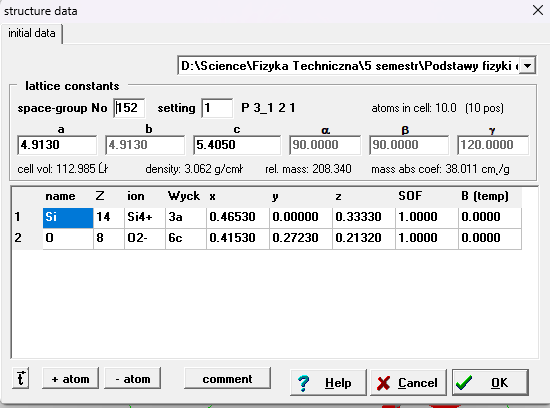 structure data
initial data
D:\Science\Fizyka Techniczna\5 semestr\Podstawy fizyki c
lattice constants
space-group No 152 setting 1 P 3_1 2 1 atoms in cell: 10.0 (10 pos)
a b c α β γ
4.9130 4.9130 5.4050 90.0000 90.0000 120.0000
cell vol: 112.985 Ĺł density: 3.062 g/cmł rel. mass: 208.340 mass abs coef: 38.011 cm˛/g
name Z ion Wyck x y z SOF B (temp)
1 Si 14 Si4+ 3a 0.46530 0.00000 0.33330 1.0000 0.0000
2 O 8 O2- 6c 0.41530 0.27230 0.21320 1.0000 0.0000
t + atom - atom comment ? Help Cancel OK